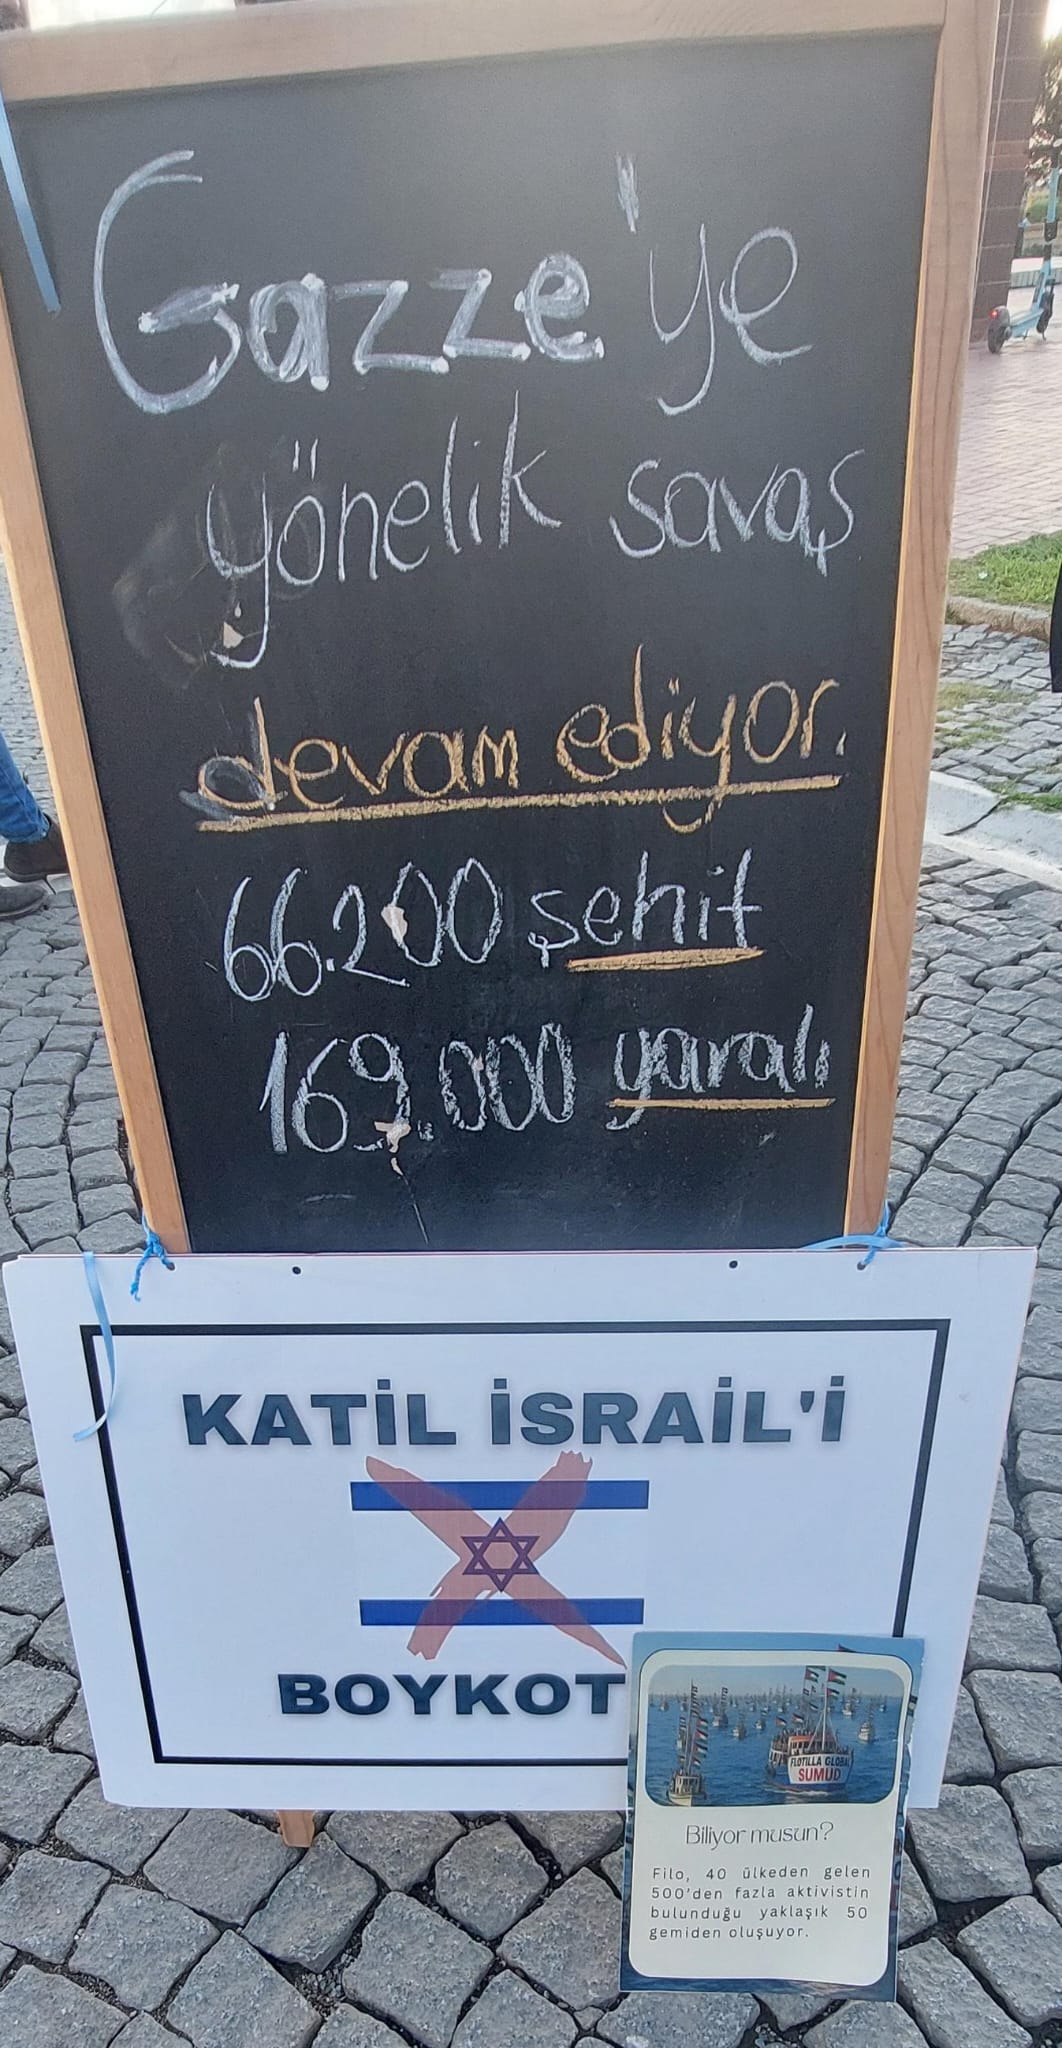 Gazze'ye
yönelik savaş
devam ediyor.
66.200 şehit
169.000 yaralı
KATİL İSRAİL'İ
BOYKOT
FLOTILLA GLOBAL
SUMUD
Biliyor musun?
Filo, 40 ülkeden gelen
500'den fazla aktivistin
bulunduğu yaklaşık 50
gemiden oluşuyor.